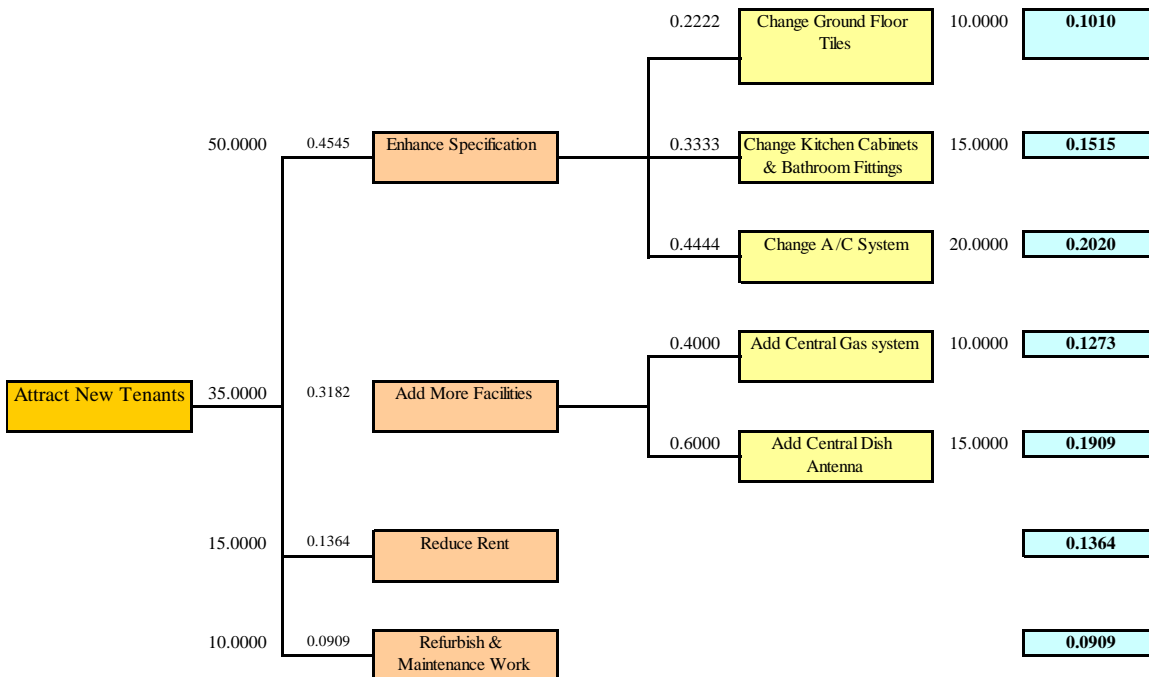 0.2222
Change Ground Floor
Tiles
10.0000
0.1010
50.0000
0.4545
Enhance Specification
0.3333
Change Kitchen Cabinets
& Bathroom Fittings
15.0000
0.1515
0.4444
Change A/C System
20.0000
0.2020
0.4000
Add Central Gas system
10.0000
0.1273
Attract New Tenants
35.0000
0.3182
Add More Facilities
0.6000
Add Central Dish
Antenna
15.0000
0.1909
15.0000
0.1364
Reduce Rent
0.1364
10.0000
0.0909
Refurbish &
Maintenance Work
0.0909